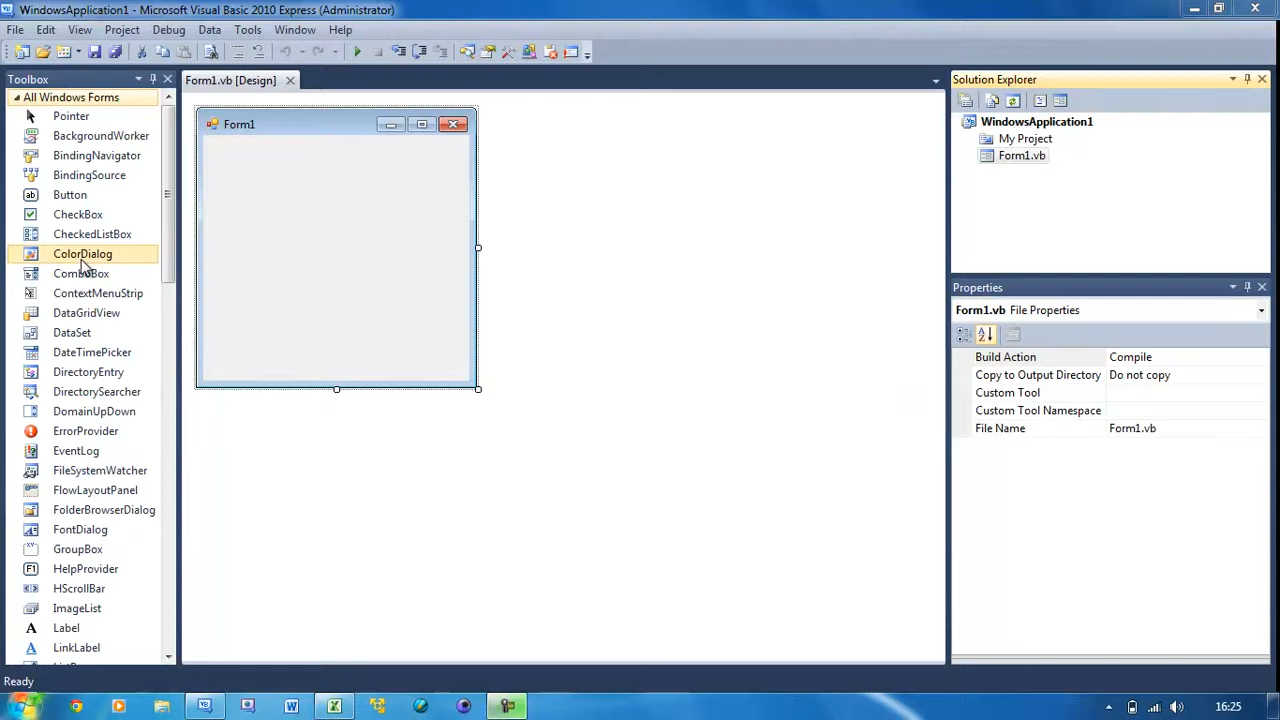 WindowsApplication1 - Microsoft Visual Basic 2010 Express (Administrator)
File Edit View Project Debug Data Tools Window Help
Toolbox
All Windows Forms
Pointer
BackgroundWorker
BindingNavigator
BindingSource
Button
CheckBox
CheckedListBox
ColorDialog
ComboBox
ContextMenuStrip
DataGridView
DataSet
DateTimePicker
DirectoryEntry
DirectorySearcher
DomainUpDown
ErrorProvider
EventLog
FileSystemWatcher
FlowLayoutPanel
FolderBrowserDialog
FontDialog
GroupBox
HelpProvider
HScrollBar
ImageList
Label
LinkLabel
Form1.vb [Design]
Form1
Solution Explorer
WindowsApplication1
My Project
Form1.vb
Properties
Form1.vb File Properties
Build Action Compile
Copy to Output Directory Do not copy
Custom Tool
Custom Tool Namespace
File Name Form1.vb
Ready
16:25